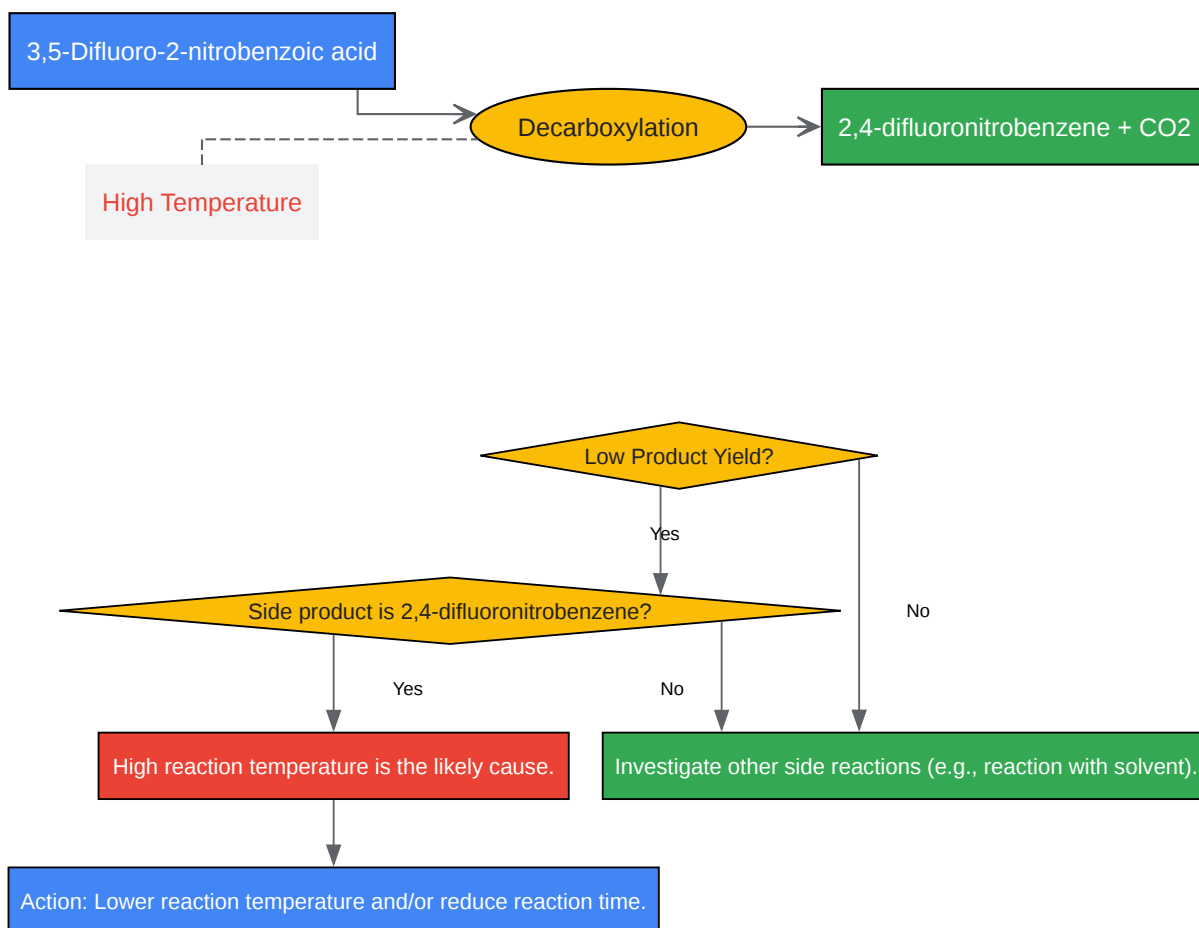 3,5-Difluoro-2-nitrobenzoic acid
Decarboxylation
2,4-difluoronitrobenzene + CO2
High Temperature
Low Product Yield?
Yes
Side product is 2,4-difluoronitrobenzene?
No
Yes
No
High reaction temperature is the likely cause.
Investigate other side reactions (e.g., reaction with solvent).
Action: Lower reaction temperature and/or reduce reaction time.